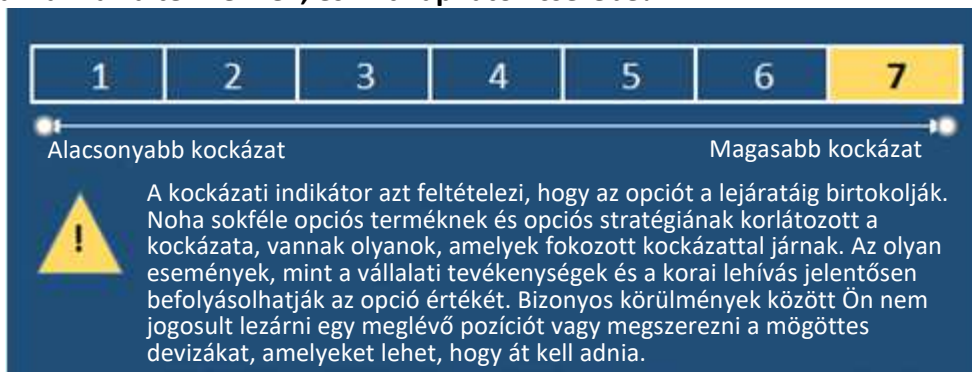 1 2 3 4 5 6 7
Alacsonyabb kockázat Magasabb kockázat
A kockázati indikátor azt feltételezi, hogy az opciót a lejáratáig birtokolják.
Noha sokféle opciós terméknek és opciós stratégiának korlátozott a
! kockázata, vannak olyanok, amelyek fokozott kockázattal járnak. Az olyan
események, mint a vállalati tevékenységek és a korai lehívás jelentősen
befolyásolhatják az opció értékét. Bizonyos körülmények között Ön nem
jogosult lezárni egy meglévő pozíciót vagy megszerezni a mögöttes
devizákat, amelyeket lehet, hogy át kell adnia.